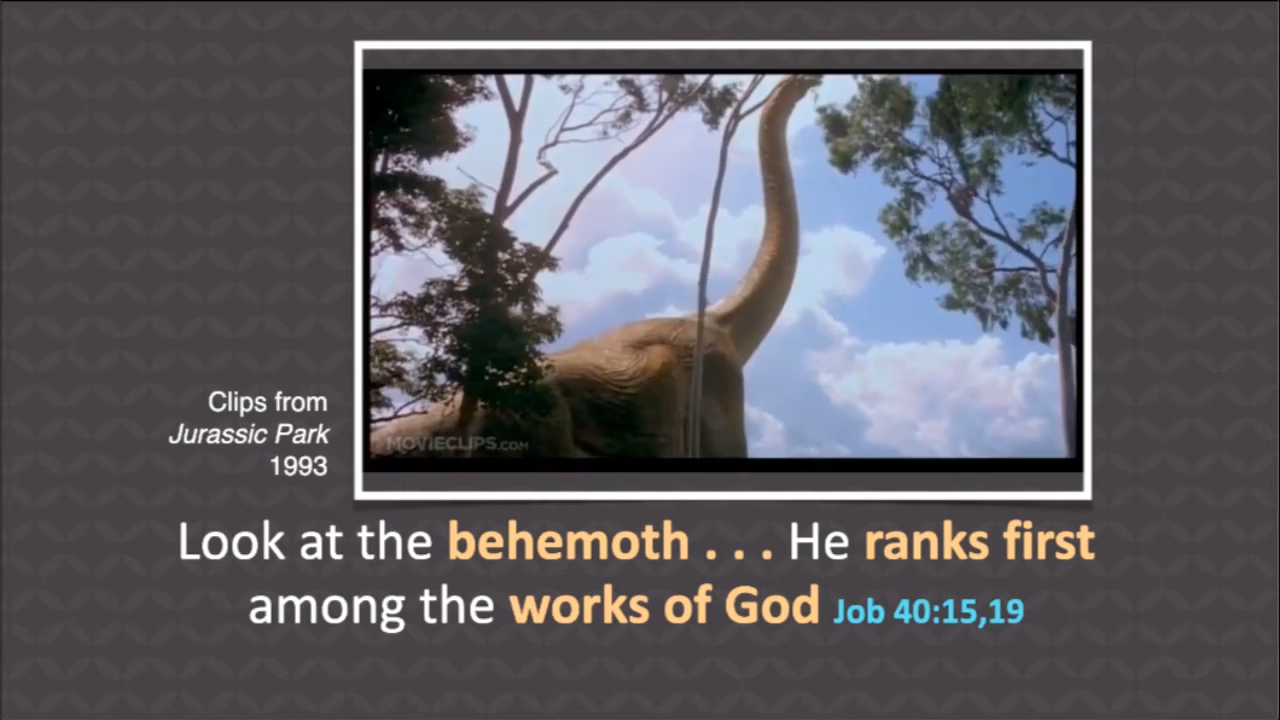 MOVIECLIPS.COM
Clips from
Jurassic Park
1993
Look at the behemoth . . . He ranks first
among the works of God Job 40:15,19